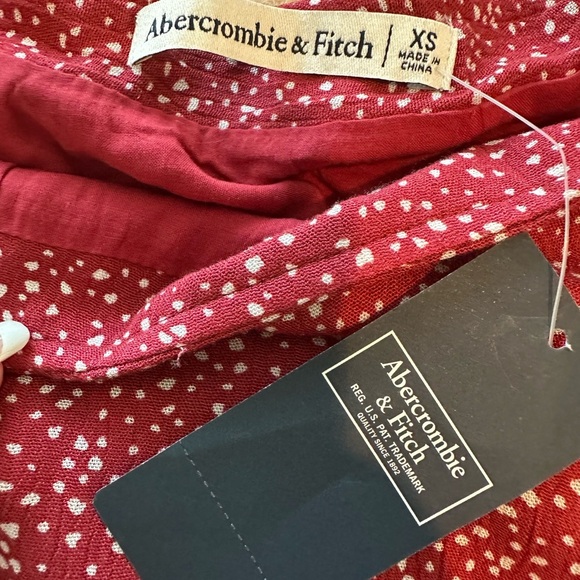 Abercrombie & Fitch
XS
MADE IN
CHINA
Abercrombie
& Fitch
REG. U.S. PAT. TRADEMARK
QUALITY SINCE 1892